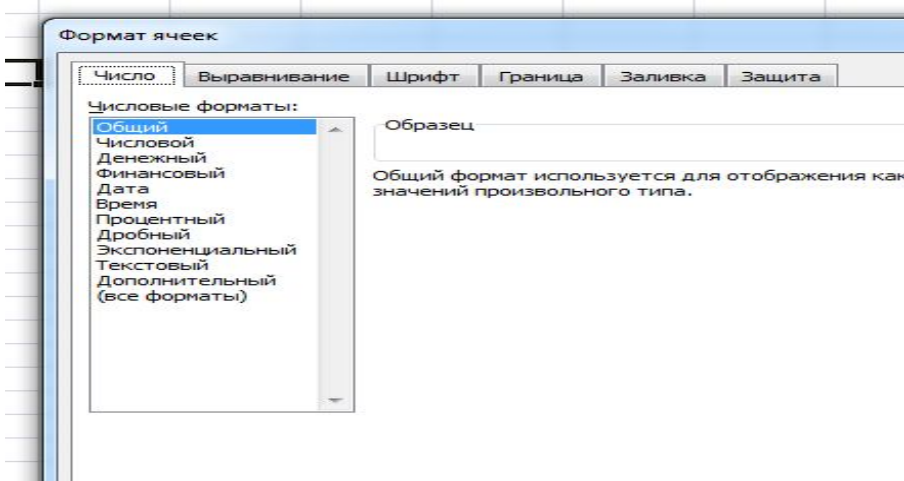 Формат ячеек
Число Выравнивание Шрифт Граница Заливка Защита
Числовые форматы:
Общий
Числовой
Денежный
Финансовый
Дата
Время
Процентный
Дробный
Экспоненциальный
Текстовый
Дополнительный
(все форматы)
Образец
Общий формат используется для отображения как
значений произвольного типа.